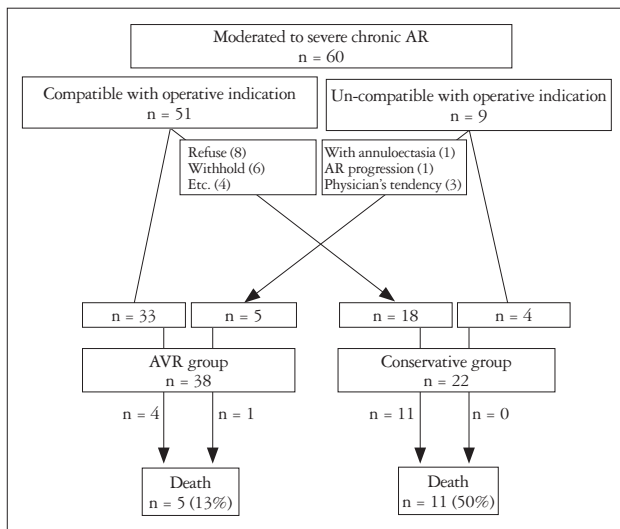 Moderated to severe chronic AR
n = 60
Compatible with operative indication
n = 51
Un-compatible with operative indication
n = 9
Refuse (8)
Withhold (6)
Etc. (4)
With annuloectasia (1)
AR progression (1)
Physician's tendency (3)
n = 33
n = 5
n = 18
n = 4
AVR group
n = 38
Conservative group
n = 22
n = 4
n = 1
n = 11
n = 0
Death
n = 5 (13%)
Death
n = 11 (50%)